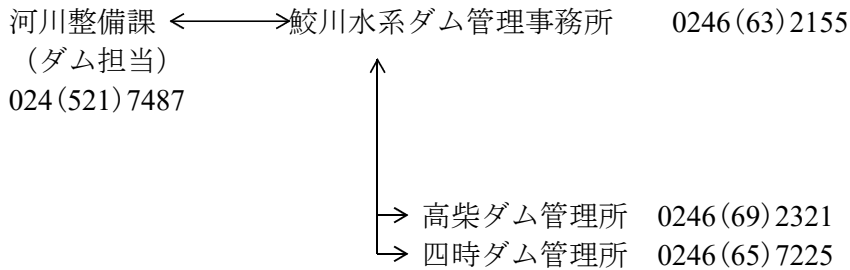 河川整備課 鮫川水系ダム管理事務所 0246(63)2155
(ダム担当)
024(521)7487
高柴ダム管理所 0246(69)2321
四時ダム管理所 0246(65)7225